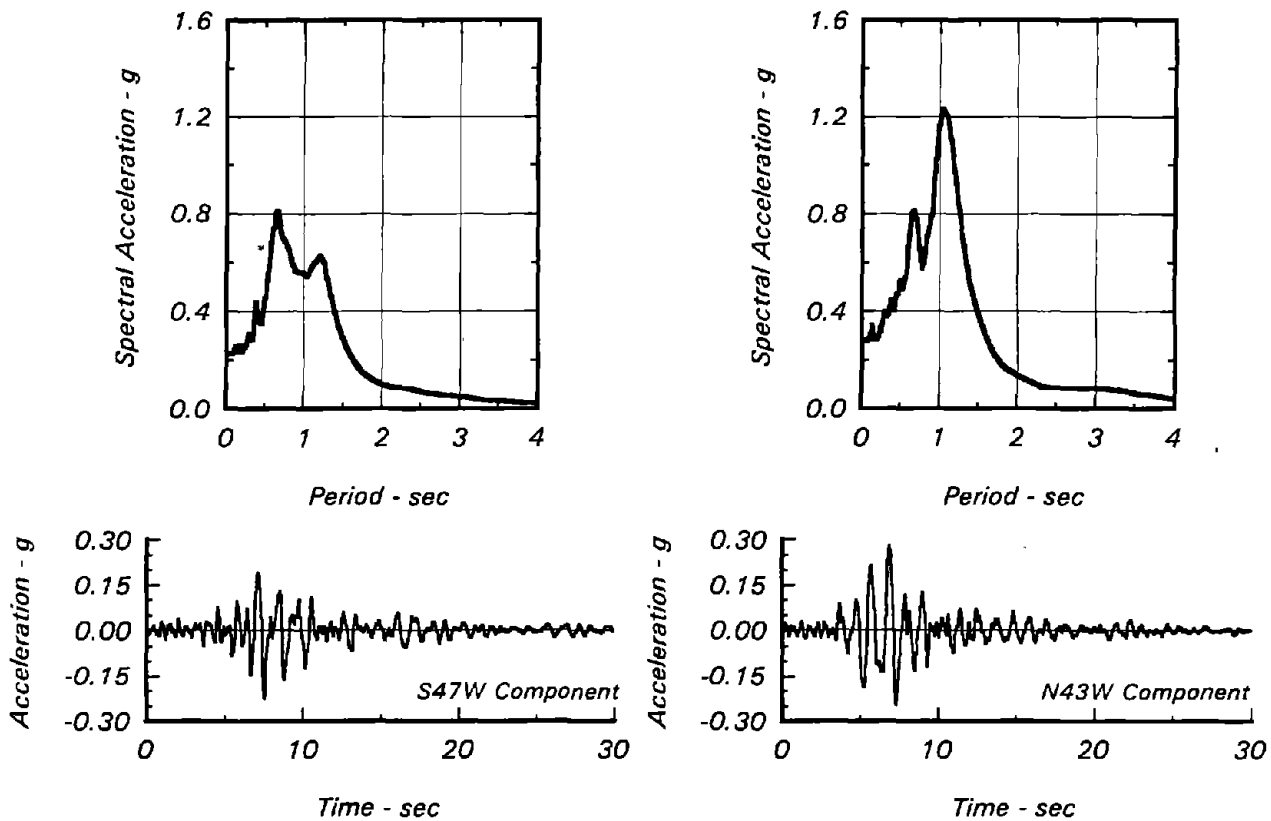 1.6
1.2
0.8
0.4
0.0
Spectral Acceleration - g
0 1 2 3 4
Period - sec
1.6
1.2
0.8
0.4
0.0
Spectral Acceleration - g
0 1 2 3 4
Period - sec
0.30
0.15
0.00
-0.15
-0.30
Acceleration - g
S47W Component
0 10 20 30
Time - sec
0.30
0.15
0.00
-0.15
-0.30
Acceleration - g
N43W Component
0 10 20 30
Time - sec